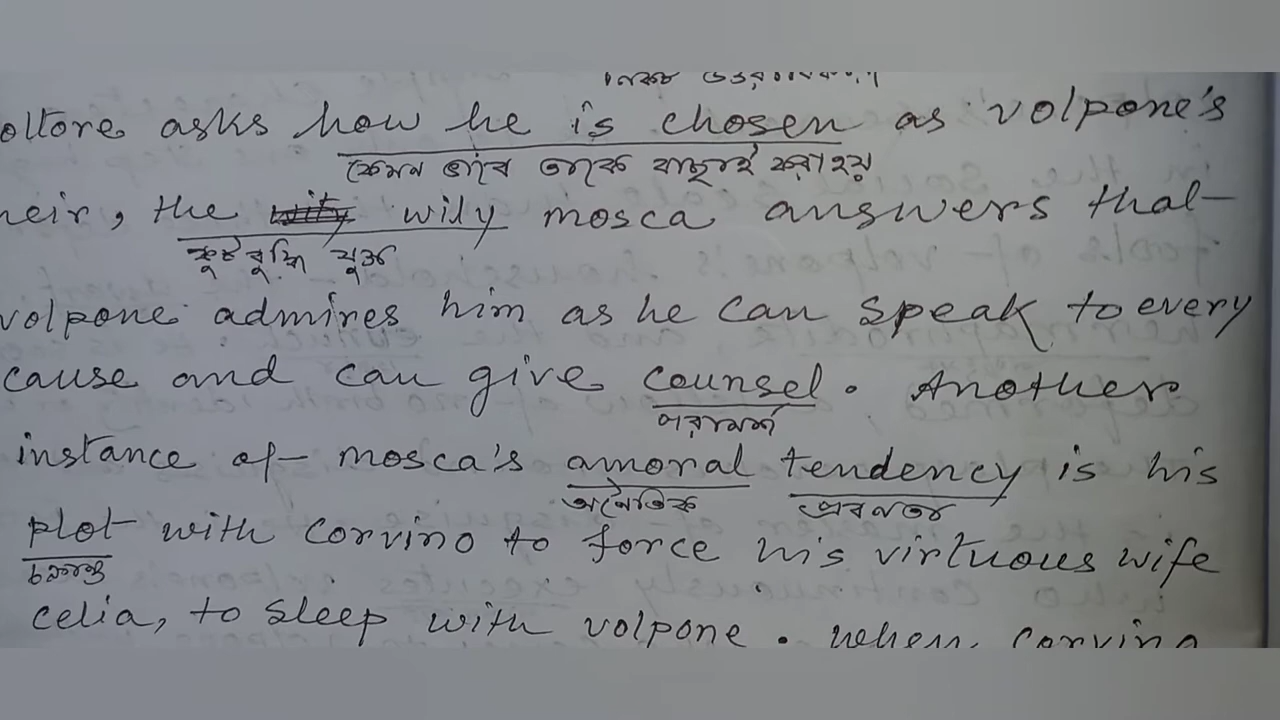 oltore asks how he is chosen as volpone's
কেমন ভাবে তাকে বাছাই করা হয়
heir, the wily mosca answers that
কূট বুদ্ধি যুক্ত
volpone admires him as he can speak to every
cause and can give counsel. Another
পরামর্শ
instance of mosca's amoral tendency is his
অনৈতিক প্রবনতা
plot with corvino to force his virtuous wife
চক্রান্ত
celia, to sleep with volpone. when corvino